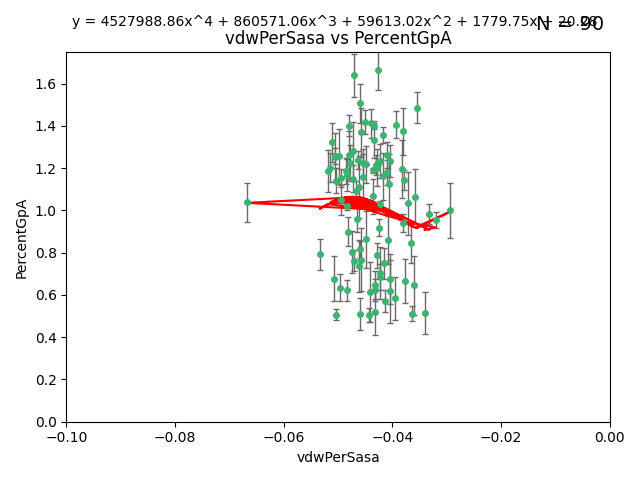 y = 4527988.86x^4 + 860571.06x^3 + 59613.02x^2 + 1779.75x +
N = 90
vdwPerSasa vs PercentGpA
PercentGpA
1.6
1.4
1.2
1.0
0.8
0.6
0.4
0.2
0.0
−0.10 −0.08 −0.06 −0.04 −0.02 0.00
vdwPerSasa